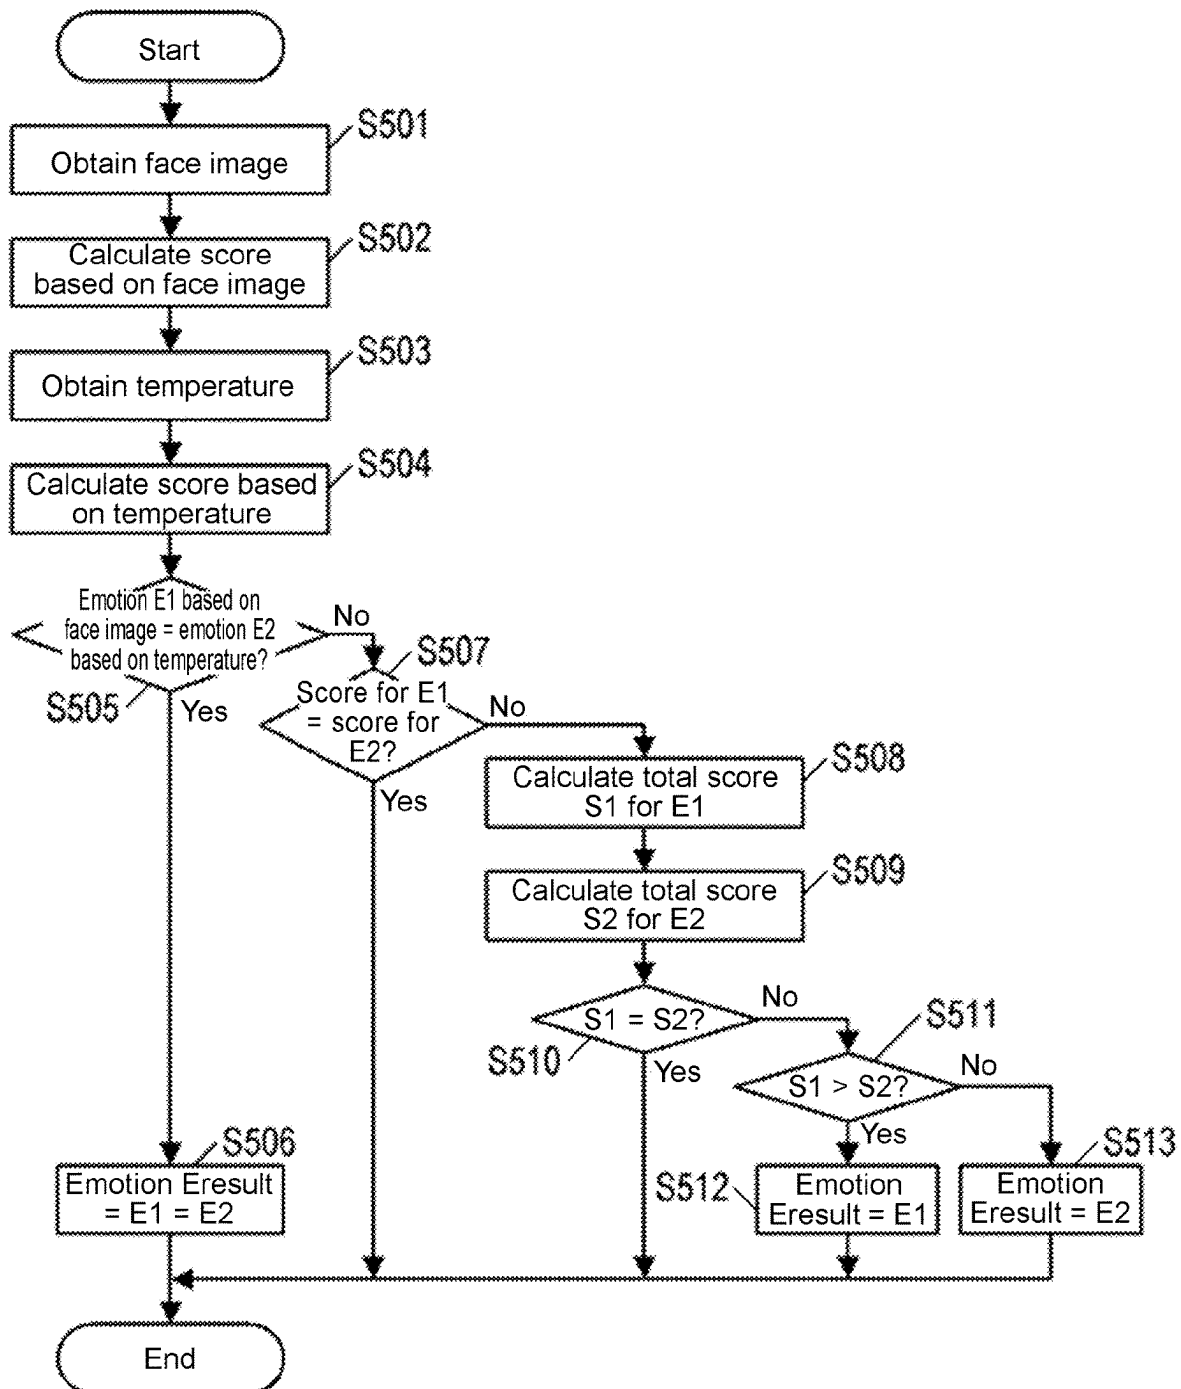 Start
S501
Obtain face image
S502
Calculate score
based on face image
S503
Obtain temperature
S504
Calculate score based
on temperature
Emotion E1 based on
face image = emotion E2
based on temperature?
No
S505
Yes
S507
Score for E1
= score for
E2?
No
Yes
S508
Calculate total score
S1 for E1
S509
Calculate total score
S2 for E2
S1 = S2?
No
S510
Yes
S511
S1 > S2?
No
Yes
S506
Emotion Eresult
= E1 = E2
S512
Emotion
Eresult = E1
S513
Emotion
Eresult = E2
End